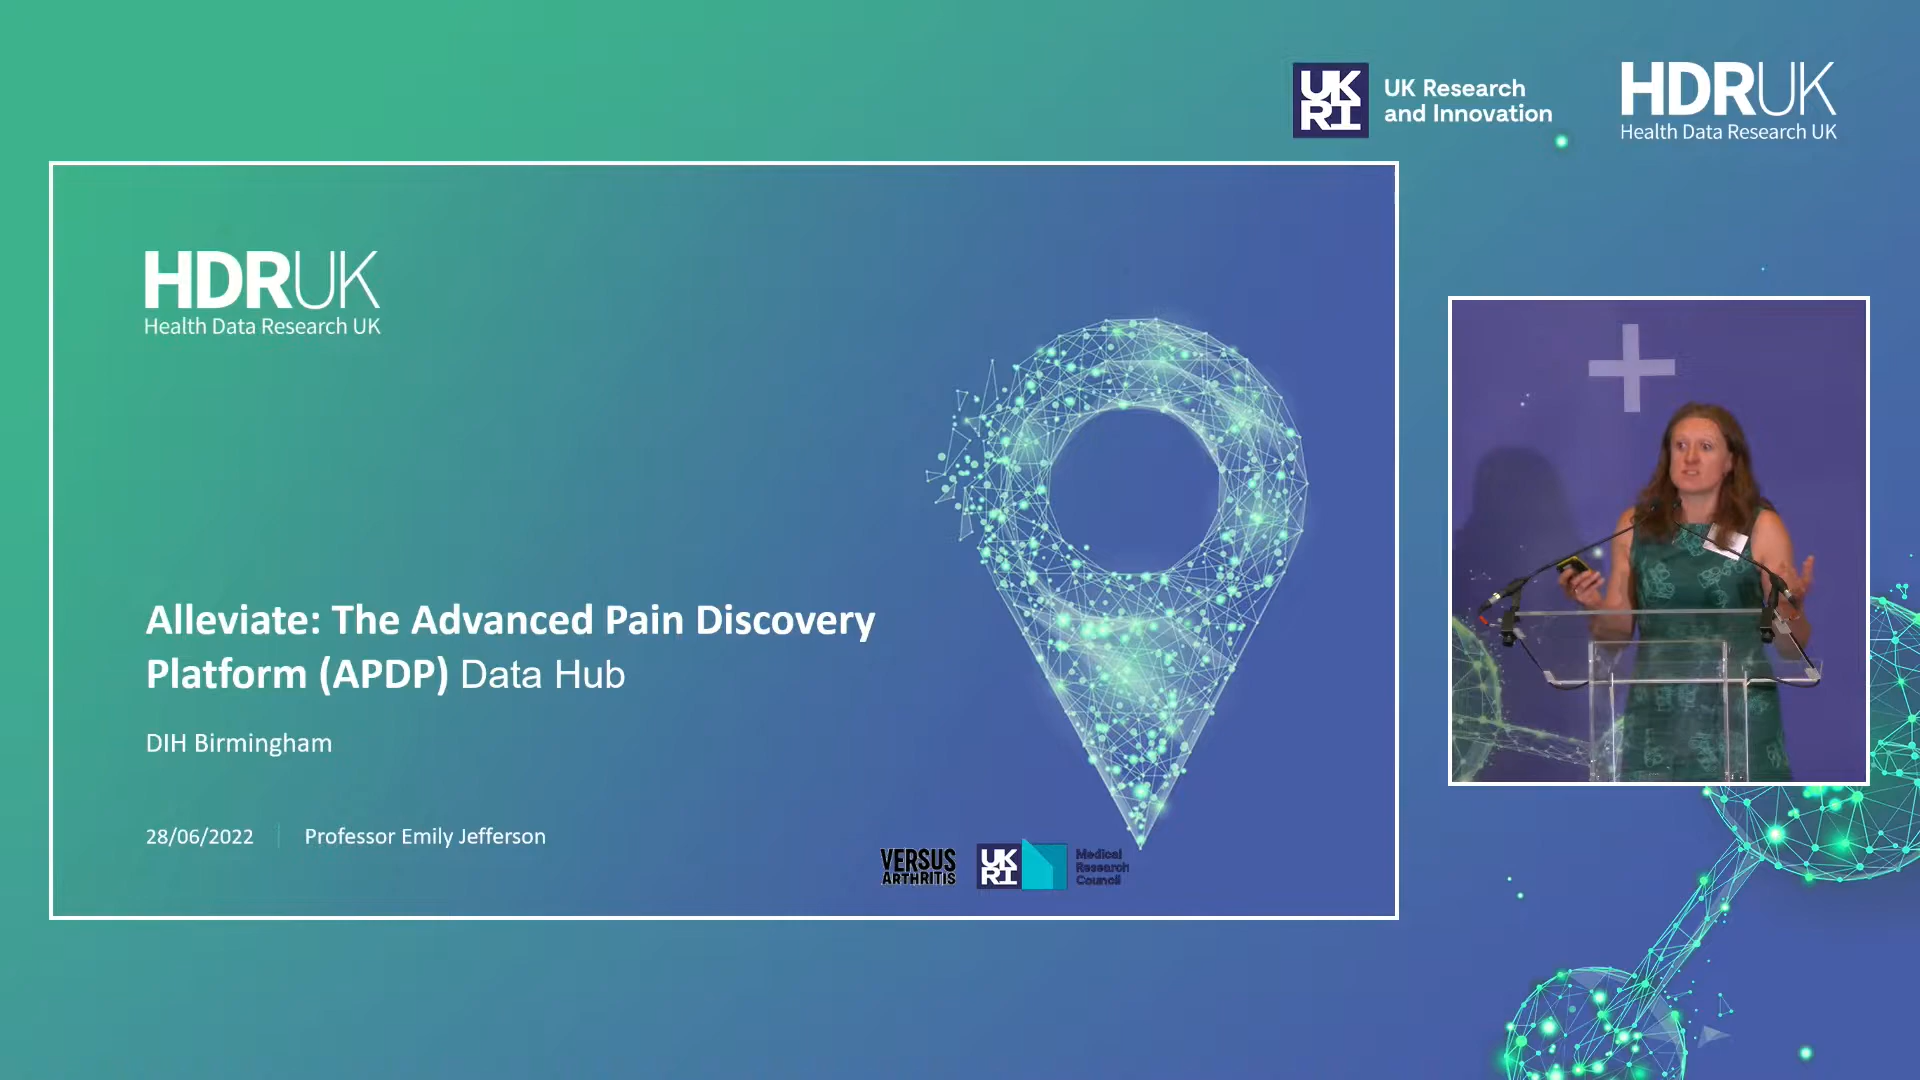 UK
RI
UK Research
and Innovation
HDRUK
Health Data Research UK
HDRUK
Health Data Research UK
Alleviate: The Advanced Pain Discovery
Platform (APDP) Data Hub
DIH Birmingham
28/06/2022
Professor Emily Jefferson
VERSUS
ARTHRITIS
UK
RI
Medical
Research
Council